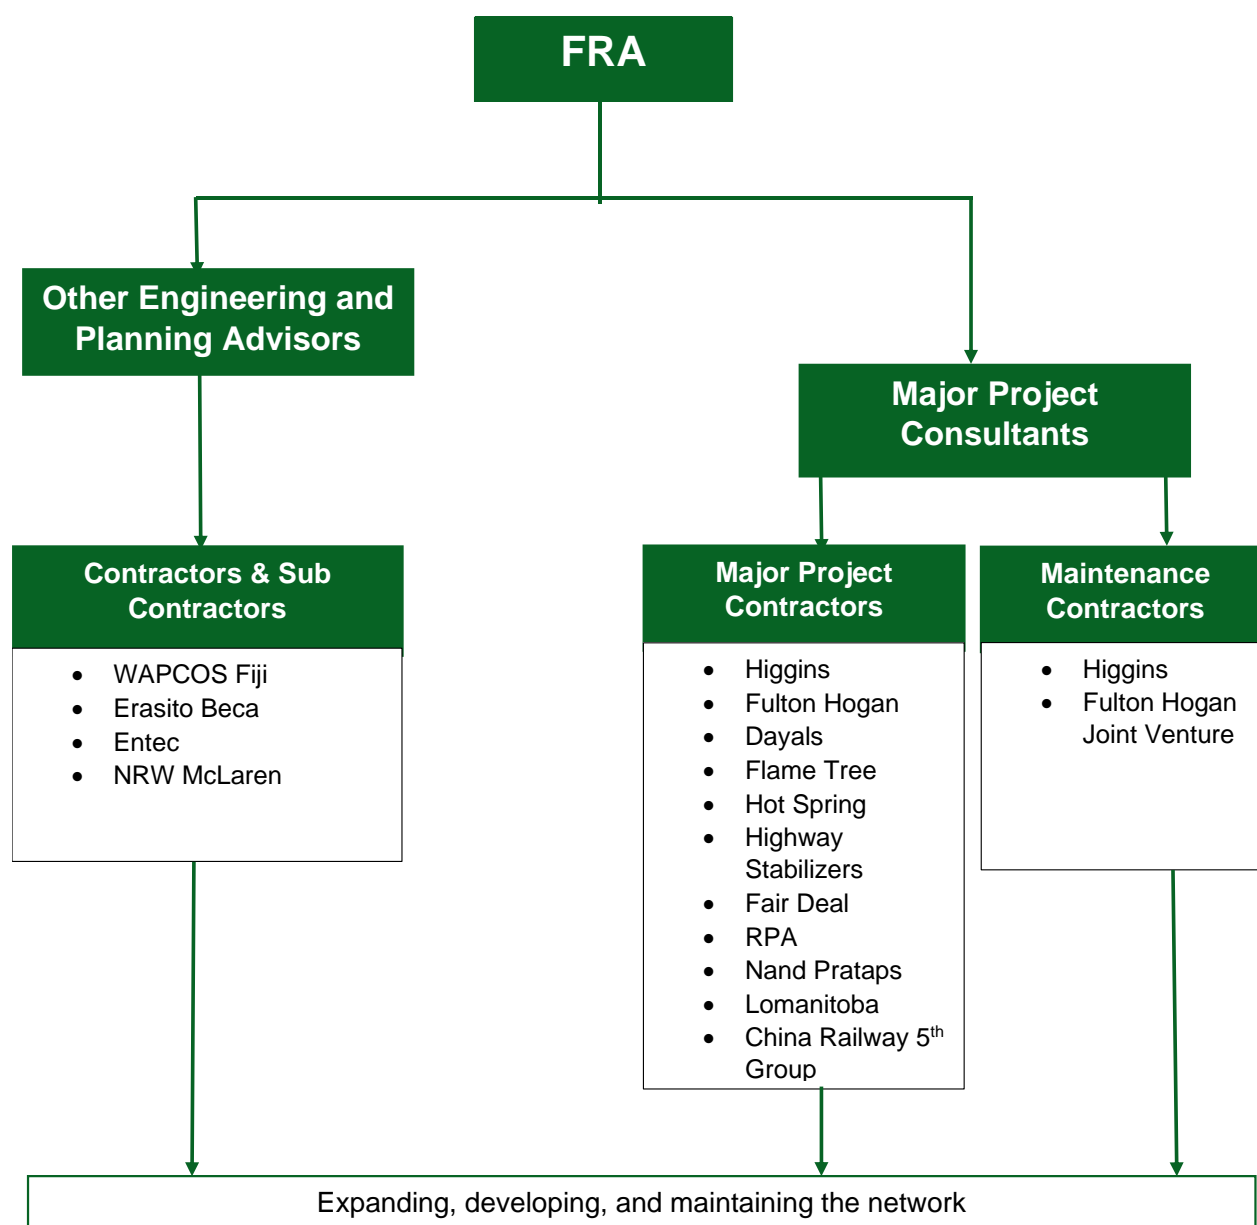 FRA
Other Engineering and
Planning Advisors
Major Project
Consultants
Contractors & Sub
Contractors
• WAPCOS Fiji
• Erasito Beca
• Entec
• NRW McLaren
Major Project
Contractors
• Higgins
• Fulton Hogan
• Dayals
• Flame Tree
• Hot Spring
• Highway
Stabilizers
• Fair Deal
• RPA
• Nand Prataps
• Lomanitoba
• China Railway 5th
Group
Maintenance
Contractors
• Higgins
• Fulton Hogan
Joint Venture
Expanding, developing, and maintaining the network